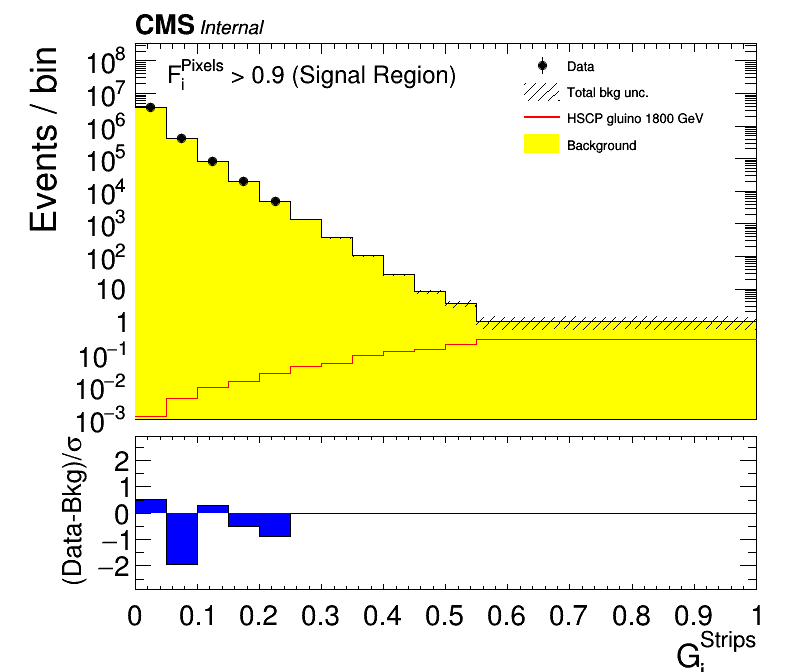 CMS Internal
F_i^Pixels > 0.9 (Signal Region)
Data
Total bkg unc.
HSCP gluino 1800 GeV
Background
Events / bin
10^8
10^7
10^6
10^5
10^4
10^3
10^2
10
1
10^−1
10^−2
10^−3
(Data-Bkg)/σ
2
1
0
−1
−2
0 0.1 0.2 0.3 0.4 0.5 0.6 0.7 0.8 0.9 1
G_i^Strips